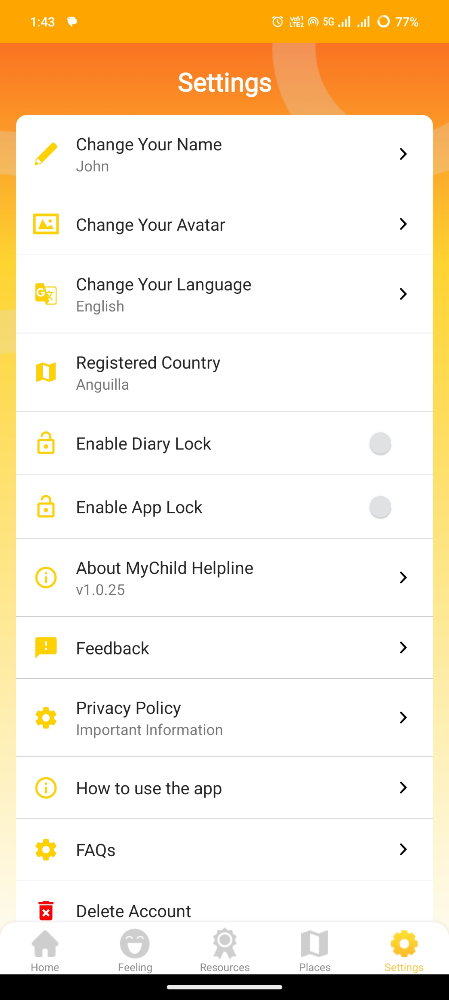 1:43
Vo)) 1
LTE2
5G
77%
Settings
Change Your Name
John
Change Your Avatar
Change Your Language
English
Registered Country
Anguilla
Enable Diary Lock
Enable App Lock
About MyChild Helpline
v1.0.25
Feedback
Privacy Policy
Important Information
How to use the app
FAQs
Delete Account
Home
Feeling
Resources
Places
Settings